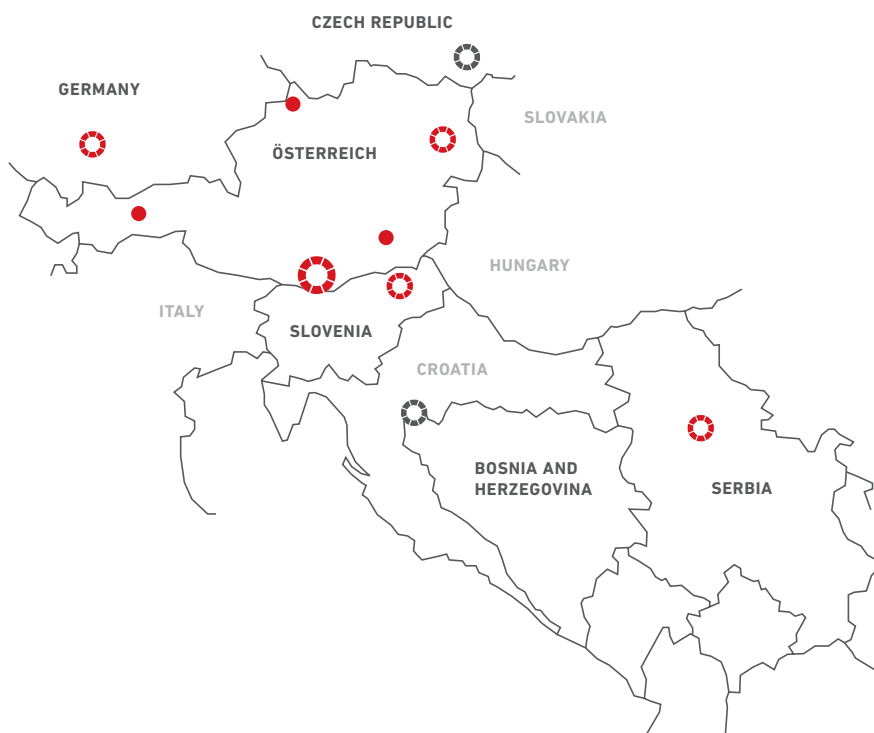 CZECH REPUBLIC
GERMANY
SLOVAKIA
ÖSTERREICH
HUNGARY
ITALY
SLOVENIA
CROATIA
BOSNIA AND
HERZEGOVINA
SERBIA